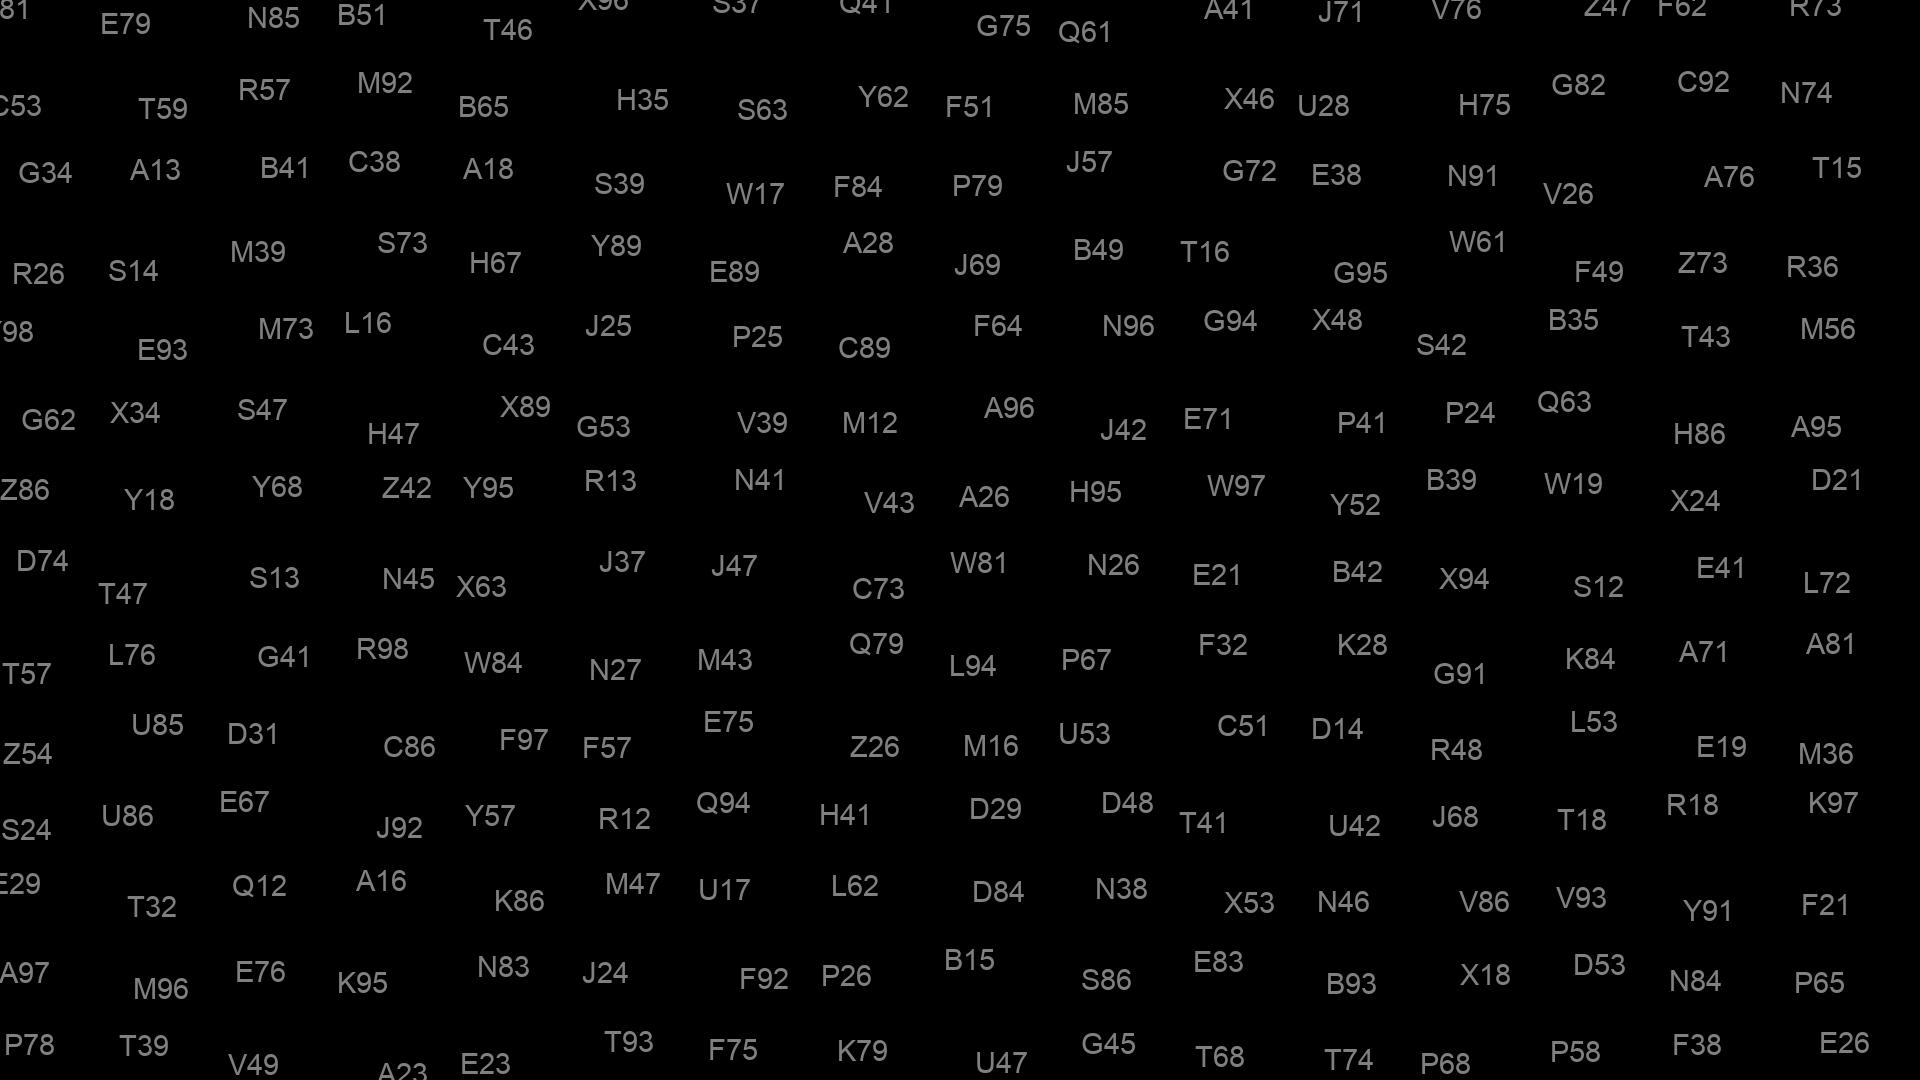 E79 N85 B51 T46 X96 S37 Q41 G75 Q61 A41 J71 V76 Z47 F62 R73
C53 T59 R57 M92 B65 H35 S63 Y62 F51 M85 X46 U28 H75 G82 C92 N74
G34 A13 B41 C38 A18 S39 W17 F84 P79 J57 G72 E38 N91 V26 A76 T15
R26 S14 M39 S73 H67 Y89 E89 A28 J69 B49 T16 G95 W61 F49 Z73 R36
E93 M73 L16 C43 J25 P25 C89 F64 N96 G94 X48 S42 B35 T43 M56
G62 X34 S47 H47 X89 G53 V39 M12 A96 J42 E71 P41 P24 Q63 H86 A95
Z86 Y18 Y68 Z42 Y95 R13 N41 V43 A26 H95 W97 Y52 B39 W19 X24 D21
D74 T47 S13 N45 X63 J37 J47 C73 W81 N26 E21 B42 X94 S12 E41 L72
T57 L76 G41 R98 W84 N27 M43 Q79 L94 P67 F32 K28 G91 K84 A71 A81
Z54 U85 D31 C86 F97 F57 E75 Z26 M16 U53 C51 D14 R48 L53 E19 M36
S24 U86 E67 J92 Y57 R12 Q94 H41 D29 D48 T41 U42 J68 T18 R18 K97
E29 T32 Q12 A16 K86 M47 U17 L62 D84 N38 X53 N46 V86 V93 Y91 F21
A97 M96 E76 K95 N83 J24 F92 P26 B15 S86 E83 B93 X18 D53 N84 P65
P78 T39 V49 A23 E23 T93 F75 K79 U47 G45 T68 T74 P68 P58 F38 E26